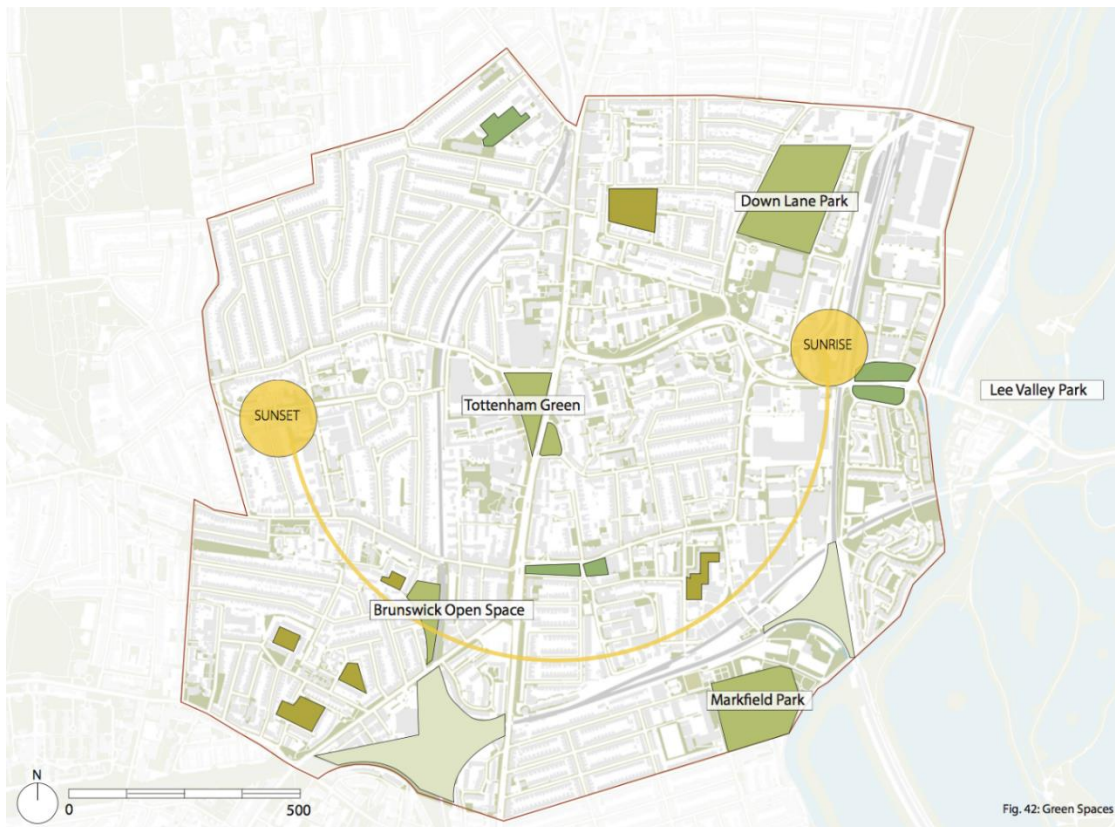 Down Lane Park
SUNRISE
Lee Valley Park
Tottenham Green
SUNSET
Brunswick Open Space
Markfield Park
N
0
500
Fig. 42: Green Spaces